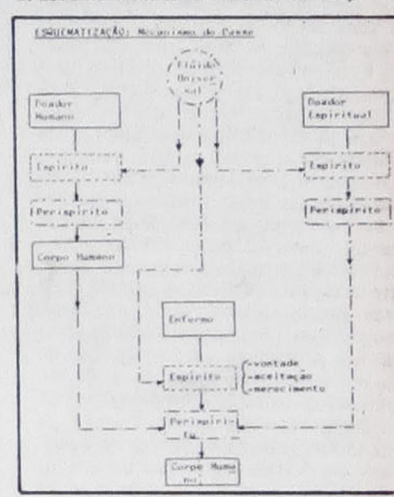 ESQUEMATIZAÇÃO: Mecanismo do Passe
Fluido
Univer
sal
Doador
Humano
Doador
Espiritual
Espírito
Espírito
Perispírito
Perispírito
Corpo Humano
Enfermo
Espírito
-vontade
-aceitação
-merecimento
Perispíri-
to
Corpo Huma
no